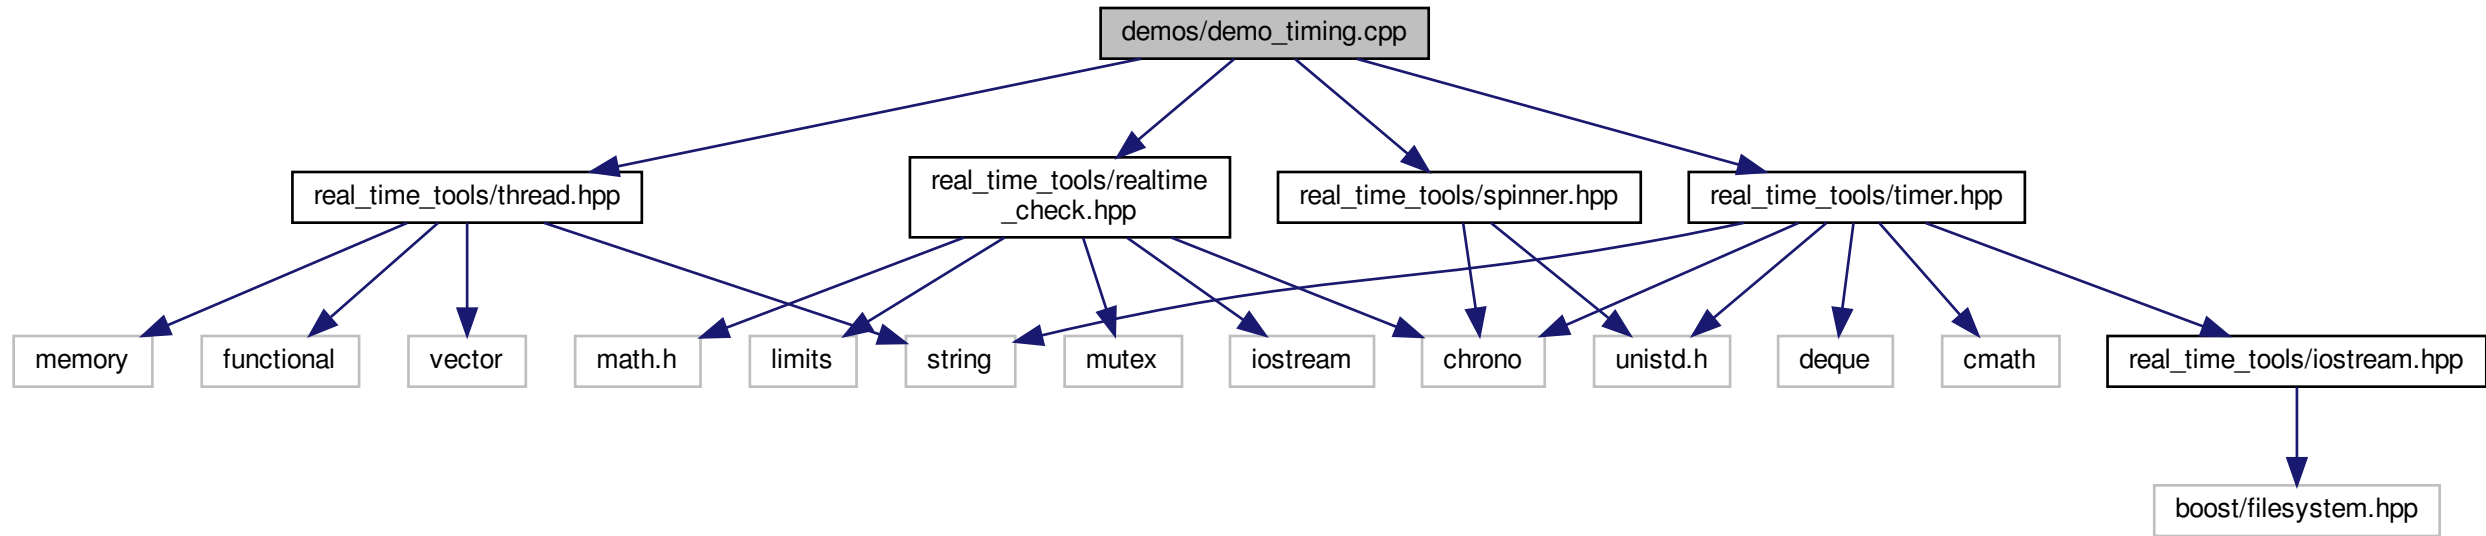 demos/demo_timing.cpp
real_time_tools/thread.hpp
real_time_tools/realtime
_check.hpp
real_time_tools/spinner.hpp
real_time_tools/timer.hpp
memory
functional
vector
math.h
limits
string
mutex
iostream
chrono
unistd.h
deque
cmath
real_time_tools/iostream.hpp
boost/filesystem.hpp